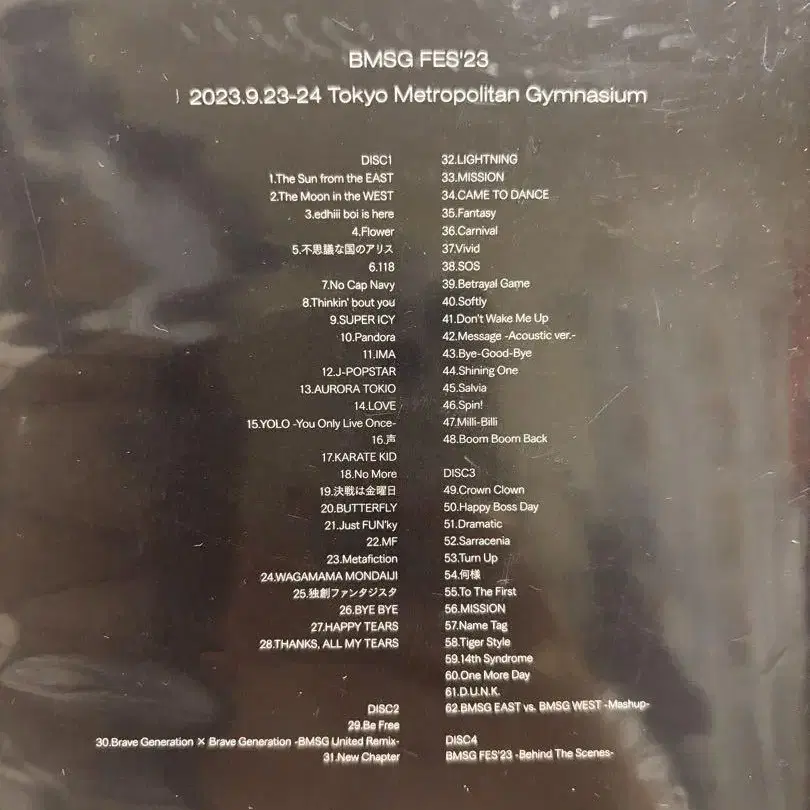 BMSG FES'23
2023.9.23-24 Tokyo Metropolitan Gymnasium
DISC1
1.The Sun from the EAST
2.The Moon in the WEST
3.edhiii boi is here
4.Flower
5.不思議な国のアリス
6.118
7.No Cap Navy
8.Thinkin' bout you
9.SUPER ICY
10.Pandora
11.IMA
12.J-POPSTAR
13.AURORA TOKIO
14.LOVE
15.YOLO -You Only Live Once-
16.声
17.KARATE KID
18.No More
19.決戦は金曜日
20.BUTTERFLY
21.Just FUN'ky
22.MF
23.Metafiction
24.WAGAMAMA MONDAIJI
25.独創ファンタジスタ
26.BYE BYE
27.HAPPY TEARS
28.THANKS, ALL MY TEARS
DISC2
29.Be Free
30.Brave Generation × Brave Generation -BMSG United Remix-
31.New Chapter
32.LIGHTNING
33.MISSION
34.CAME TO DANCE
35.Fantasy
36.Carnival
37.Vivid
38.SOS
39.Betrayal Game
40.Softly
41.Don't Wake Me Up
42.Message -Acoustic ver.-
43.Bye-Good-Bye
44.Shining One
45.Salvia
46.Spin!
47.Milli-Billi
48.Boom Boom Back
DISC3
49.Crown Clown
50.Happy Boss Day
51.Dramatic
52.Sarracenia
53.Turn Up
54.何様
55.To The First
56.MISSION
57.Name Tag
58.Tiger Style
59.14th Syndrome
60.One More Day
61.D.U.N.K.
62.BMSG EAST vs. BMSG WEST -Mashup-
DISC4
BMSG FES'23 -Behind The Scenes-